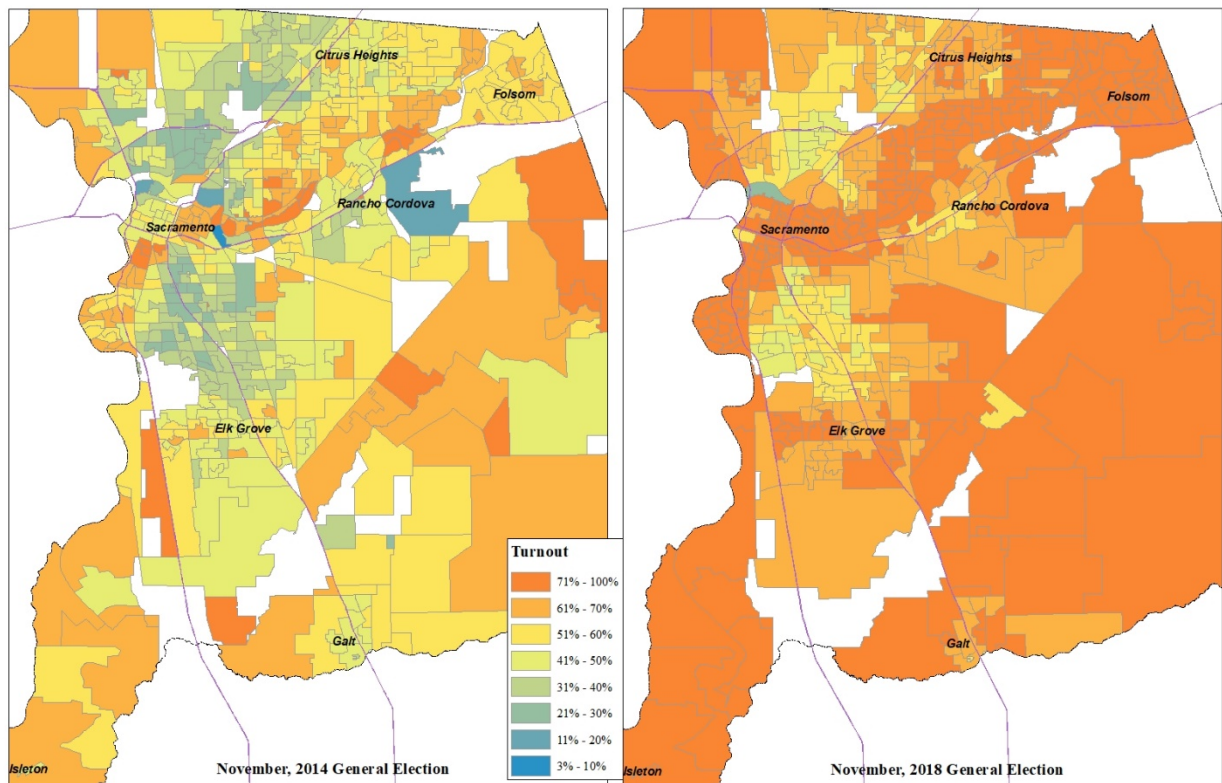 Citrus Heights
Folsom
Rancho Cordova
Sacramento
Elk Grove
Galt
Isleton
November, 2014 General Election
Turnout
71% - 100%
61% - 70%
51% - 60%
41% - 50%
31% - 40%
21% - 30%
11% - 20%
3% - 10%
Citrus Heights
Folsom
Rancho Cordova
Sacramento
Elk Grove
Galt
Isleton
November, 2018 General Election